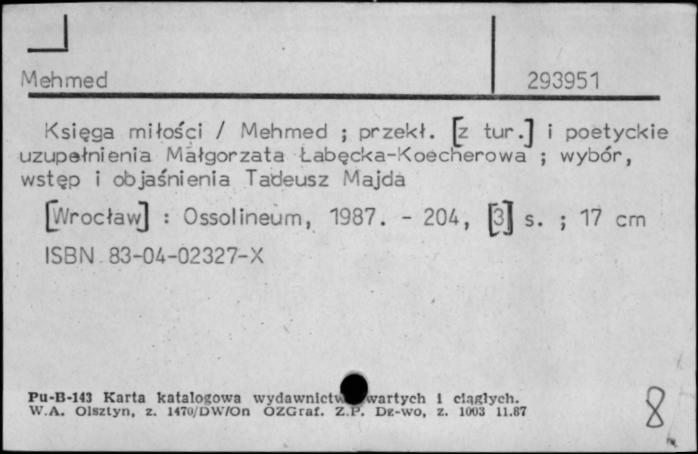 Mehmed 293951
Księga miłości / Mehmed ; przekł. [z tur.] i poetyckie
uzupełnienia Małgorzata Łabęcka-Koecherowa ; wybór,
wstęp i objaśnienia Tadeusz Majda
[Wrocław] : Ossolineum, 1987. - 204, [3] s. ; 17 cm
ISBN 83-04-02327-X
Pu-B-143 Karta katalogowa wydawnictw zwartych i ciągłych.
W.A. Olsztyn, z. 1470/DW/On OZGraf. Z.P. Dz-wo, z. 1003 11.87
8